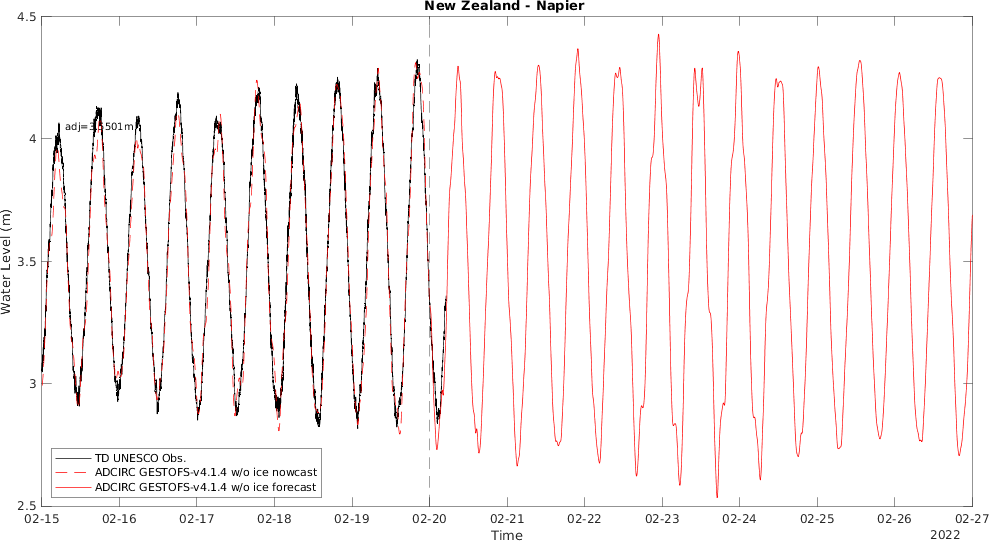 New Zealand - Napier
4.5
4
3.5
3
2.5
Water Level (m)
adj=3.5501m
TD UNESCO Obs.
ADCIRC GESTOFS-v4.1.4 w/o ice nowcast
ADCIRC GESTOFS-v4.1.4 w/o ice forecast
02-15 02-16 02-17 02-18 02-19 02-20 02-21 02-22 02-23 02-24 02-25 02-26 02-27
Time
2022